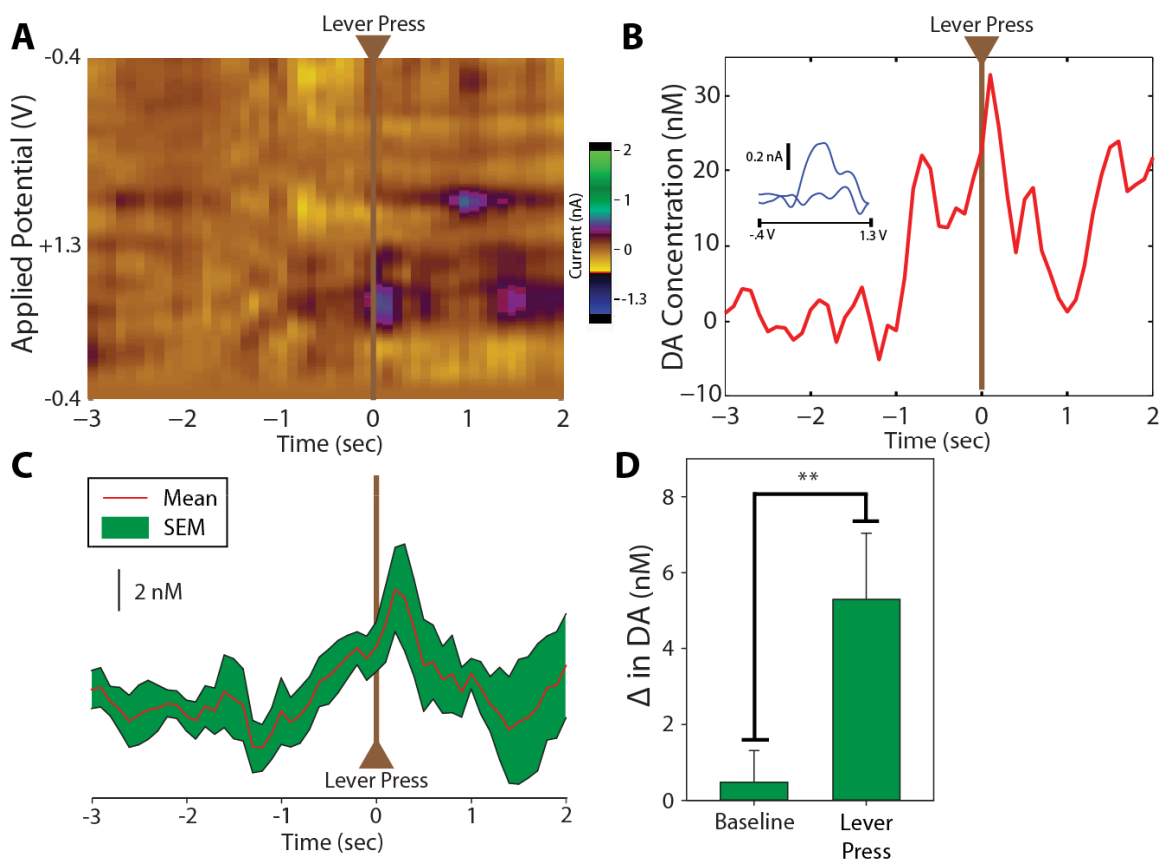 A
Lever Press
-0.4
+1.3
-0.4
Applied Potential (V)
−3
−2
−1
0
1
2
Time (sec)
2
1
0
-1.3
Current (nA)
B
Lever Press
30
20
10
0
−10
DA Concentration (nM)
0.2 nA
-.4 V
1.3 V
−3
−2
−1
0
1
2
Time (sec)
C
Mean
SEM
2 nM
Lever Press
-3
-2
-1
0
1
2
Time (sec)
D
**
8
6
4
2
0
Δ in DA (nM)
Baseline
Lever
Press